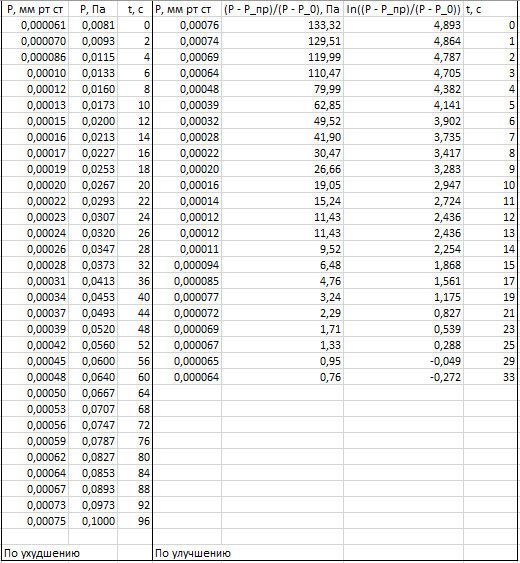 P, мм рт ст P, Па t, с P, мм рт ст (P - P_пр)/(P - P_0), Па ln((P - P_пр)/(P - P_0)) t, с
0,000061 0,0081 0 0,00076 133,32 4,893 0
0,000070 0,0093 2 0,00074 129,51 4,864 1
0,000086 0,0115 4 0,00069 119,99 4,787 2
0,00010 0,0133 6 0,00064 110,47 4,705 3
0,00012 0,0160 8 0,00048 79,99 4,382 4
0,00013 0,0173 10 0,00039 62,85 4,141 5
0,00015 0,0200 12 0,00032 49,52 3,902 6
0,00016 0,0213 14 0,00028 41,90 3,735 7
0,00017 0,0227 16 0,00022 30,47 3,417 8
0,00019 0,0253 18 0,00020 26,66 3,283 9
0,00020 0,0267 20 0,00016 19,05 2,947 10
0,00022 0,0293 22 0,00014 15,24 2,724 11
0,00023 0,0307 24 0,00012 11,43 2,436 12
0,00024 0,0320 26 0,00012 11,43 2,436 13
0,00026 0,0347 28 0,00011 9,52 2,254 14
0,00028 0,0373 32 0,000094 6,48 1,868 15
0,00031 0,0413 36 0,000085 4,76 1,561 17
0,00034 0,0453 40 0,000077 3,24 1,175 19
0,00037 0,0493 44 0,000072 2,29 0,827 21
0,00039 0,0520 48 0,000069 1,71 0,539 23
0,00042 0,0560 52 0,000067 1,33 0,288 25
0,00045 0,0600 56 0,000065 0,95 -0,049 29
0,00048 0,0640 60 0,000064 0,76 -0,272 33
0,00050 0,0667 64
0,00053 0,0707 68
0,00056 0,0747 72
0,00059 0,0787 76
0,00062 0,0827 80
0,00064 0,0853 84
0,00067 0,0893 88
0,00073 0,0973 92
0,00075 0,1000 96
По ухудшению По улучшению